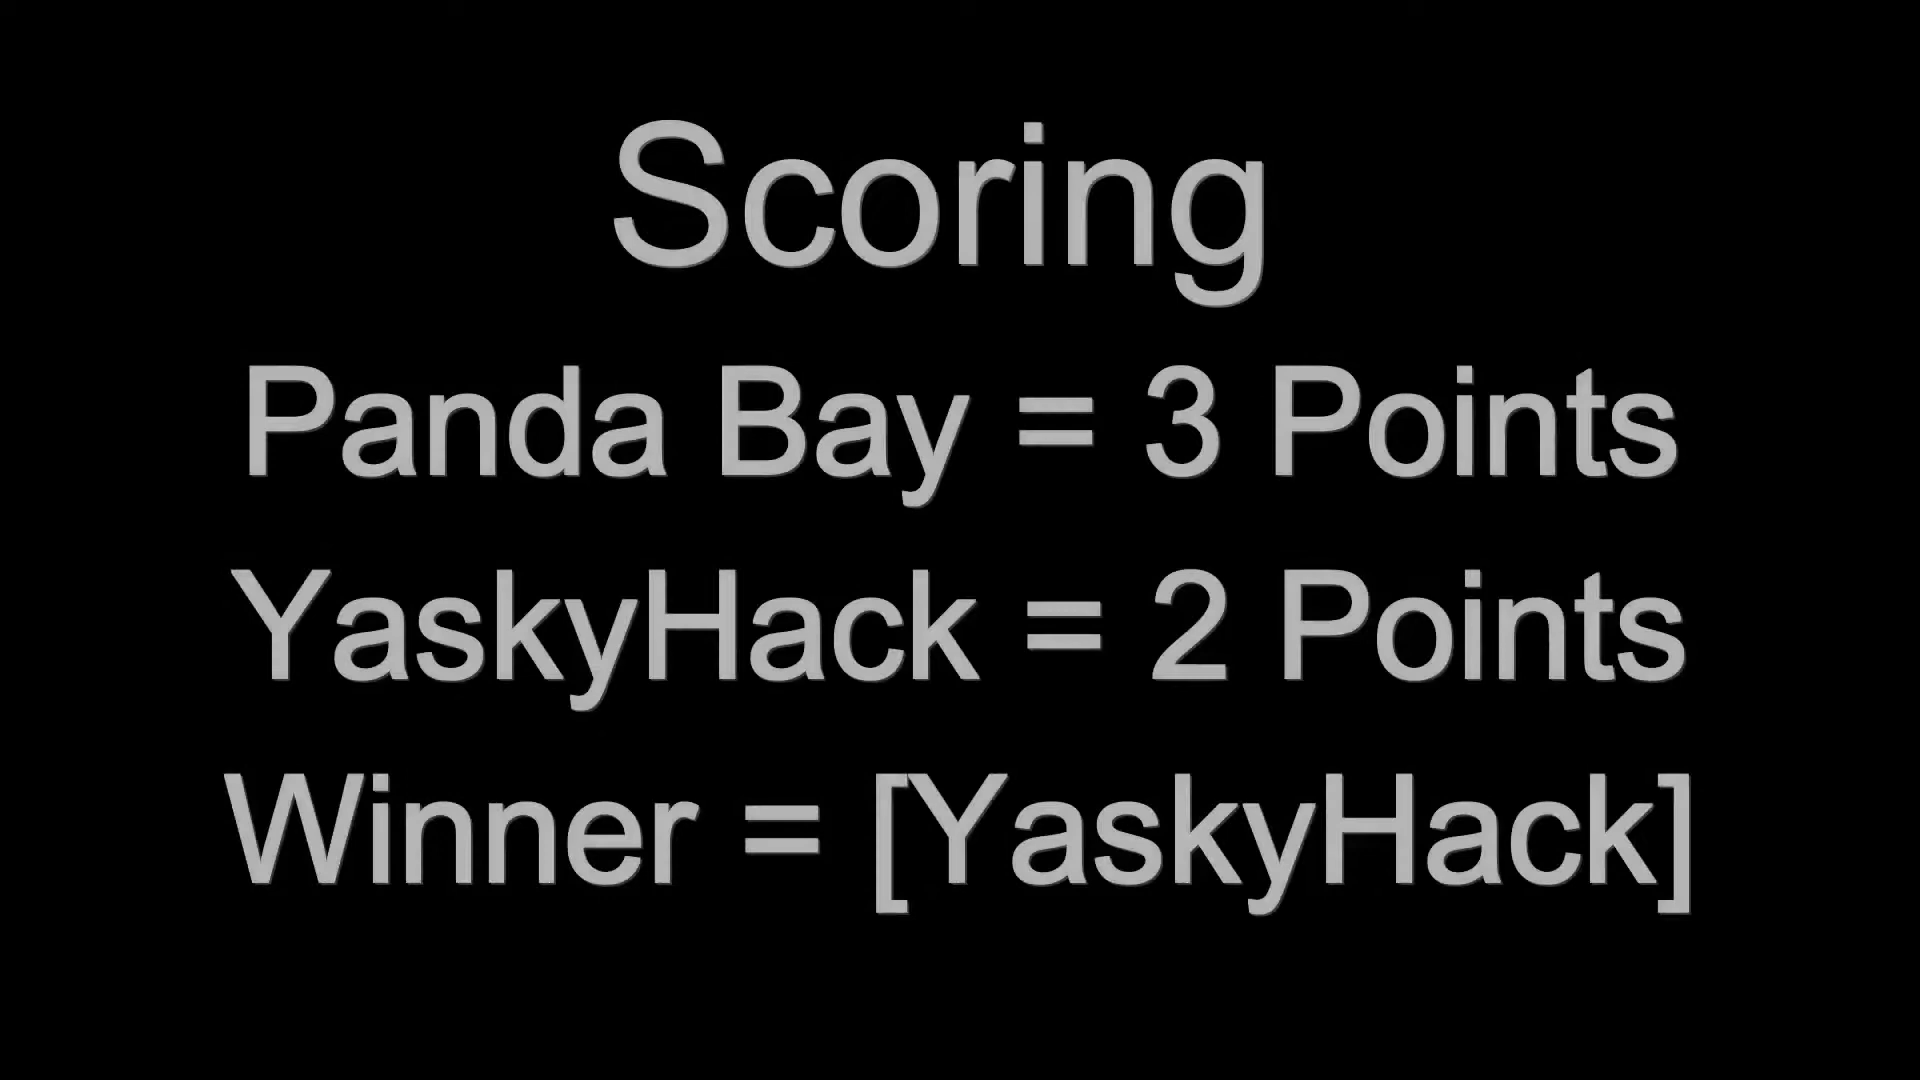 Scoring
Panda Bay = 3 Points
YaskyHack = 2 Points
Winner = [YaskyHack]